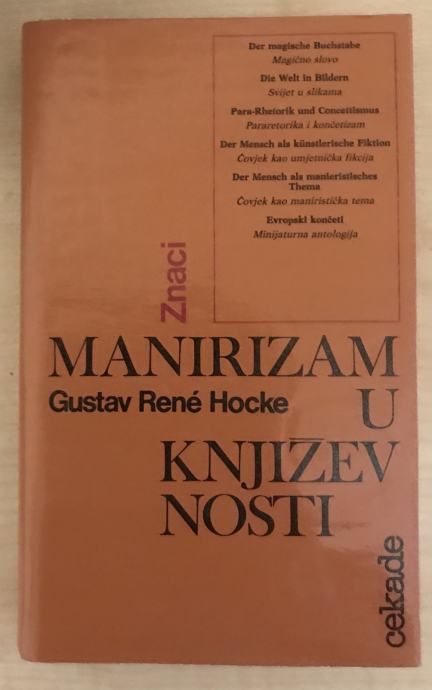 Der magische Buchstabe
Magično slovo
Die Welt in Bildern
Svijet u slikama
Para-Rhetorik und Concettismus
Pararetorika i končetizam
Der Mensch als künstlerische Fiktion
Čovjek kao umjetnička fikcija
Der Mensch als manieristisches
Thema
Čovjek kao maniristička tema
Evropski končeti
Minijaturna antologija
Znaci
MANIRIZAM
Gustav René Hocke U
KNJIŽEV
NOSTI
cekade